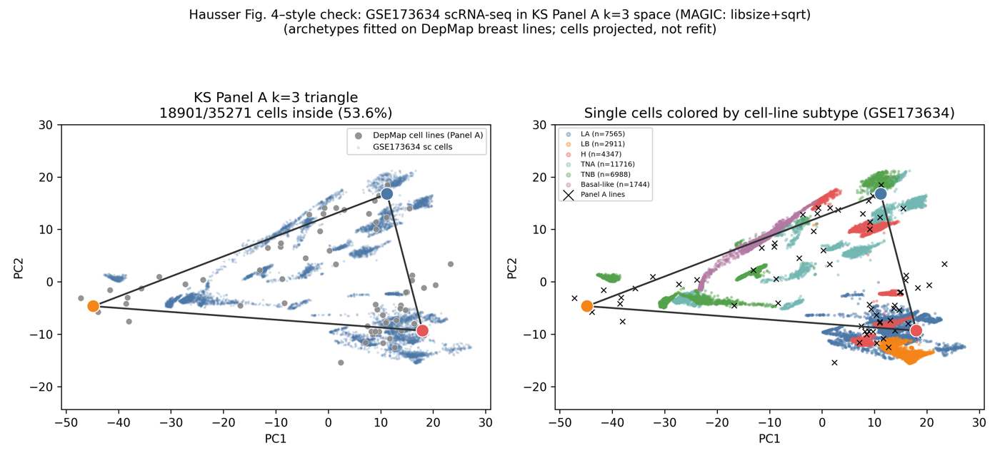 Hausser Fig. 4–style check: GSE173634 scRNA-seq in KS Panel A k=3 space (MAGIC: libsize+sqrt)
(archetypes fitted on DepMap breast lines; cells projected, not refit)
KS Panel A k=3 triangle
18901/35271 cells inside (53.6%)
DepMap cell lines (Panel A)
GSE173634 sc cells
30
20
10
0
−10
−20
PC2
−50
−40
−30
−20
−10
0
10
20
30
PC1
Single cells colored by cell-line subtype (GSE173634)
LA (n=7565)
LB (n=2911)
H (n=4347)
TNA (n=11716)
TNB (n=6988)
Basal-like (n=1744)
Panel A lines
30
20
10
0
−10
−20
PC2
−50
−40
−30
−20
−10
0
10
20
30
PC1